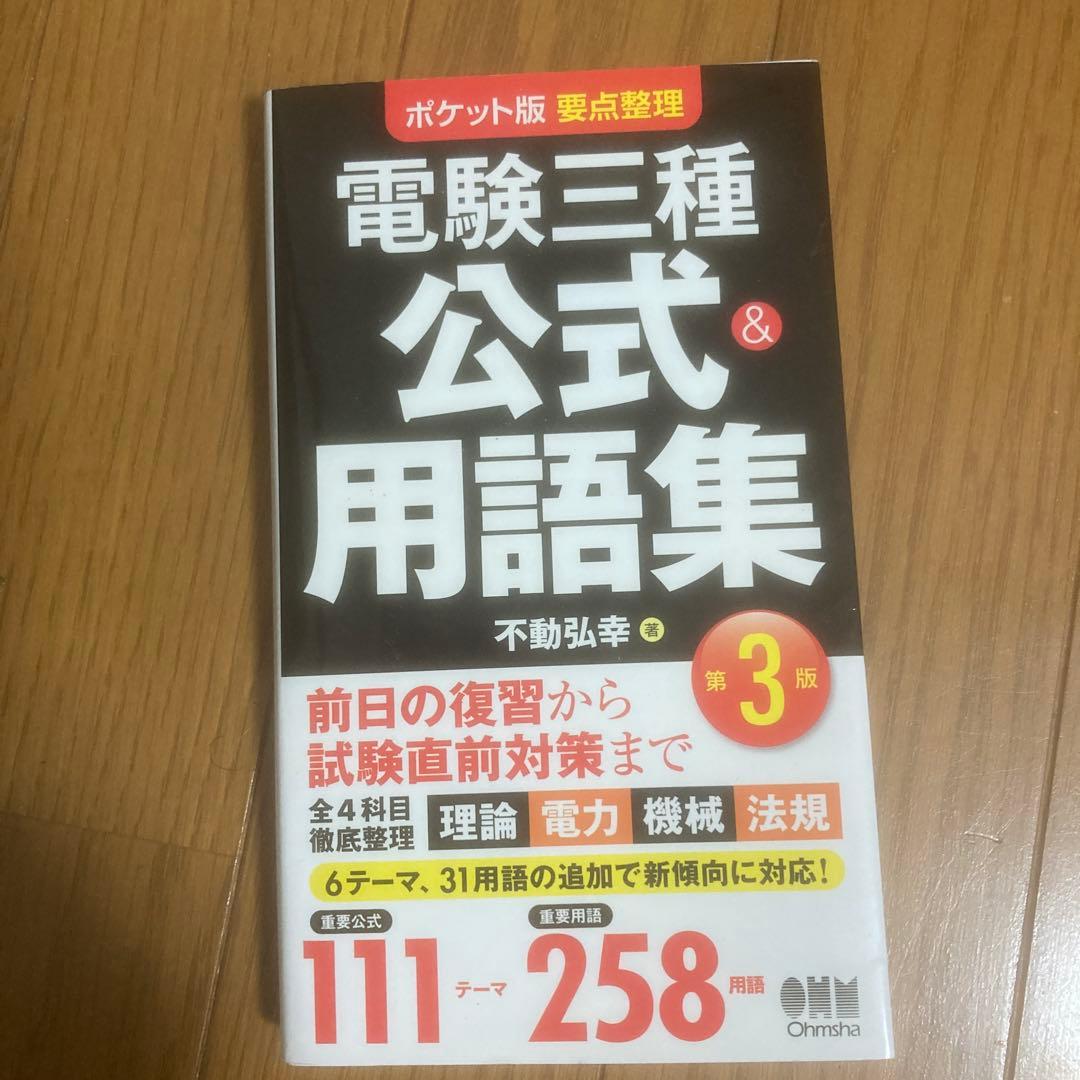 ポケット版 要点整理
電験三種
公式&
用語集
不動弘幸 著
第3版
前日の復習から
試験直前対策まで
全4科目
徹底整理
理論 電力 機械 法規
6テーマ、31用語の追加で新傾向に対応!
重要公式
111テーマ
重要用語
258用語
OHM
Ohmsha